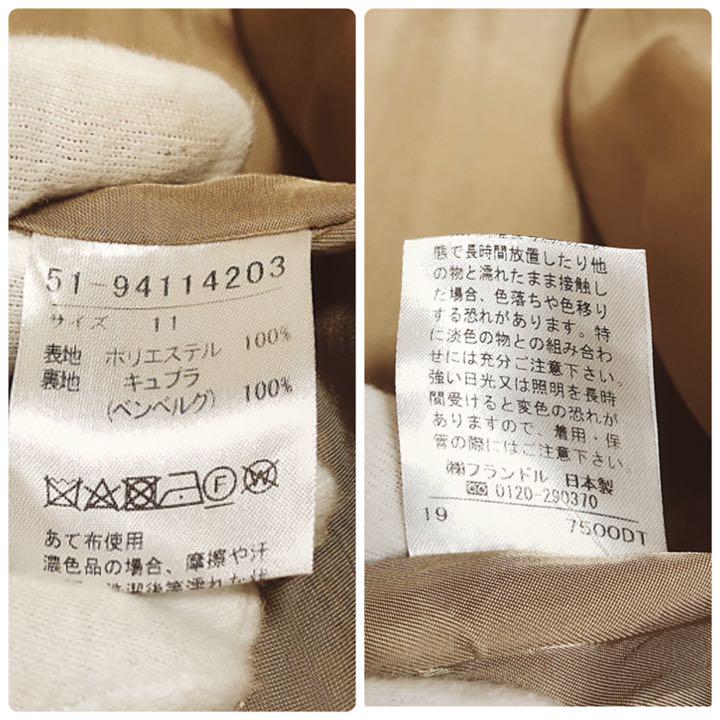 51-94114203
サイズ 11
表地 ポリエステル 100%
裏地 キュプラ
(ベンベルグ) 100%
あて布使用
濃色品の場合、摩擦や汗
態で長時間放置したり他
の物と濡れたまま接触し
た場合、色落ちや色移り
する恐れがあります。特
に淡色の物との組み合わ
せには充分ご注意下さい。
強い日光又は照明を長時
間受けると変色の恐れが
ありますので、着用・保
管の際にはご注意下さい。
㈱フランドル 日本製
0120-290370
19 7500DT